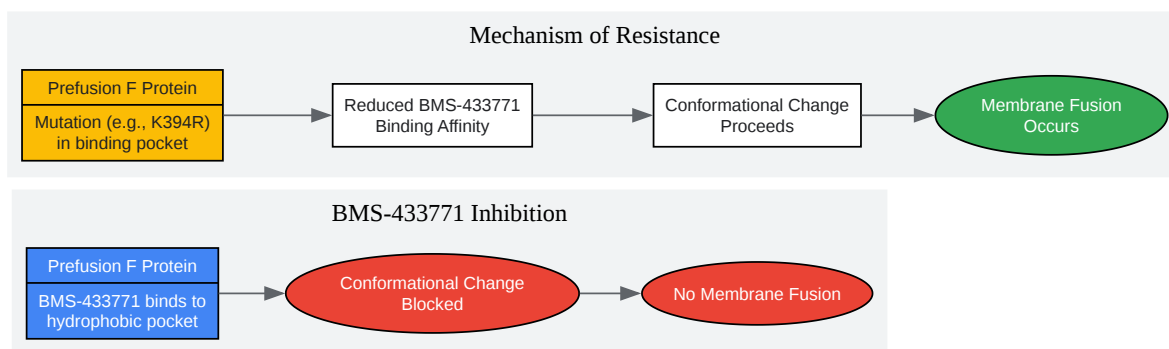 Mechanism of Resistance
Prefusion F Protein
Mutation (e.g., K394R)
in binding pocket
Reduced BMS-433771
Binding Affinity
Conformational Change
Proceeds
Membrane Fusion
Occurs
BMS-433771 Inhibition
Prefusion F Protein
BMS-433771 binds to
hydrophobic pocket
Conformational Change
Blocked
No Membrane Fusion